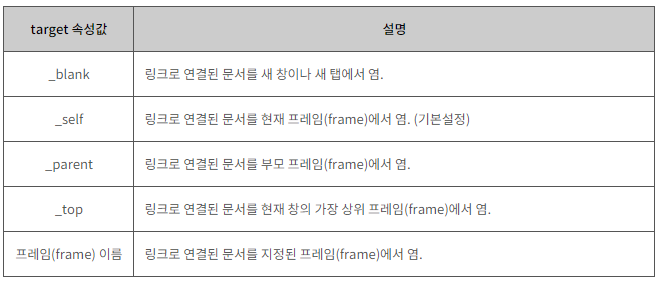 target 속성값 설명
_blank 링크로 연결된 문서를 새 창이나 새 탭에서 염.
_self 링크로 연결된 문서를 현재 프레임(frame)에서 염. (기본설정)
_parent 링크로 연결된 문서를 부모 프레임(frame)에서 염.
_top 링크로 연결된 문서를 현재 창의 가장 상위 프레임(frame)에서 염.
프레임(frame) 이름 링크로 연결된 문서를 지정된 프레임(frame)에서 염.